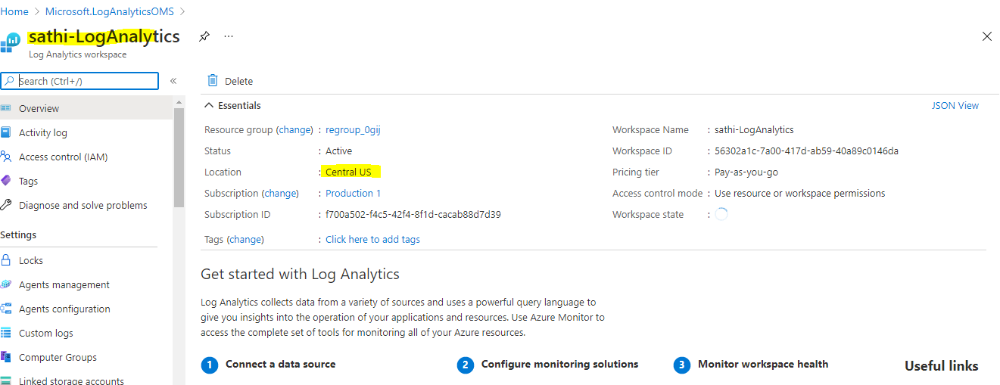 Home > Microsoft.LogAnalyticsOMS >
sathi-LogAnalytics ...
Log Analytics workspace
Search (Ctrl+/) «
Overview
Activity log
Access control (IAM)
Tags
Diagnose and solve problems
Settings
Locks
Agents management
Agents configuration
Custom logs
Computer Groups
Linked storage accounts
Delete
Essentials JSON View
Resource group (change) : regroup_0gij
Status : Active
Location : Central US
Subscription (change) : Production 1
Subscription ID : f700a502-f4c5-42f4-8f1d-cacab88d7d39
Tags (change) : Click here to add tags
Workspace Name : sathi-LogAnalytics
Workspace ID : 56302a1c-7a00-417d-ab59-40a89c0146da
Pricing tier : Pay-as-you-go
Access control mode : Use resource or workspace permissions
Workspace state :
Get started with Log Analytics
Log Analytics collects data from a variety of sources and uses a powerful query language to
give you insights into the operation of your applications and resources. Use Azure Monitor to
access the complete set of tools for monitoring all of your Azure resources.
1 Connect a data source
2 Configure monitoring solutions
3 Monitor workspace health
Useful links